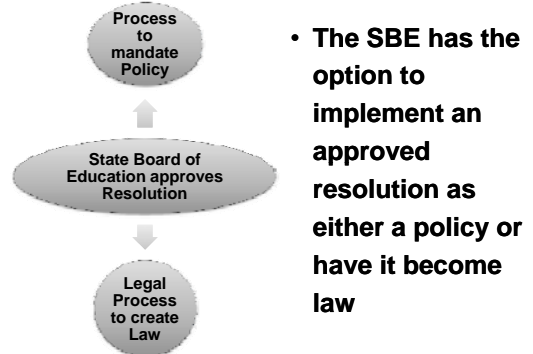 Process
to
mandate
Policy
State Board of
Education approves
Resolution
Legal
Process
to create
Law
• The SBE has the
option to
implement an
approved
resolution as
either a policy or
have it become
law